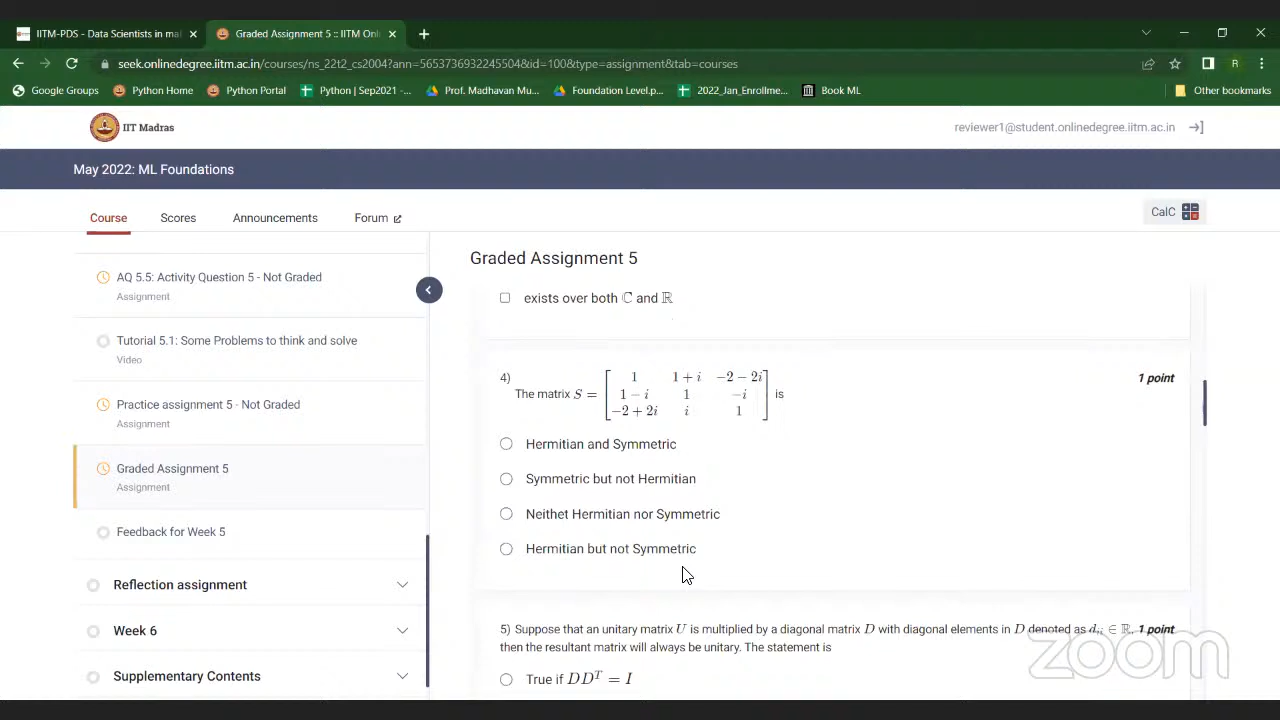 IITM-PDS - Data Scientists in mal
Graded Assignment 5 :: IITM Onl
seek.onlinedegree.iitm.ac.in/courses/ns_22t2_cs2004?ann=5653736932245504&id=100&type=assignment&tab=courses
R
Google Groups
Python Home
Python Portal
Python | Sep2021 -...
Prof. Madhavan Mu...
Foundation Level.p...
2022_Jan_Enrollme...
Book ML
Other bookmarks
IIT Madras
reviewer1@student.onlinedegree.iitm.ac.in
May 2022: ML Foundations
Course
Scores
Announcements
Forum
CalC
AQ 5.5: Activity Question 5 - Not Graded
Assignment
Tutorial 5.1: Some Problems to think and solve
Video
Practice assignment 5 - Not Graded
Assignment
Graded Assignment 5
Assignment
Feedback for Week 5
Reflection assignment
Week 6
Supplementary Contents
Graded Assignment 5
exists over both ℂ and ℝ
4)
1 point
1 1 + i −2 − 2i
The matrix S = 1 − i 1 −i is
−2 + 2i i 1
Hermitian and Symmetric
Symmetric but not Hermitian
Neithet Hermitian nor Symmetric
Hermitian but not Symmetric
5) Suppose that an unitary matrix U is multiplied by a diagonal matrix D with diagonal elements in D denoted as dᵢᵢ ∈ ℝ, 1 point
then the resultant matrix will always be unitary. The statement is
True if DDᵀ = I
zoom